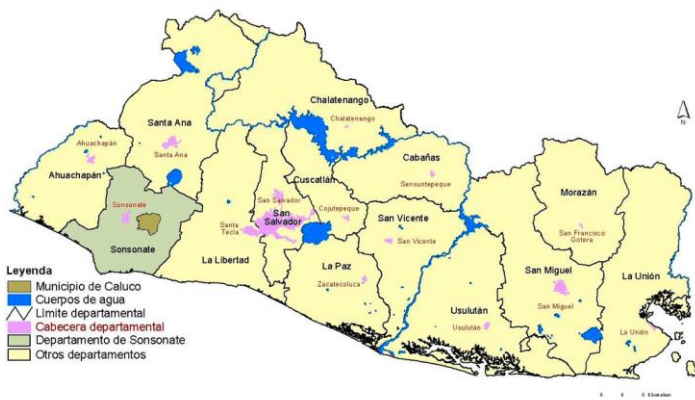 Chalatenango
Chalatenango
N
Santa Ana
Santa Ana
Ahuachapán
Ahuachapán
Cabañas
Sensuntepeque
Cuscatlán
Morazán
San Francisco
Gotera
Sonsonate
Sonsonate
San Salvador
San
Salvador
Cojutepeque
San Vicente
San Vicente
Santa
Tecla
La Libertad
La Paz
Zacatecoluca
San Miguel
San Miguel
La Unión
La Unión
Usulután
Usulután
Leyenda
Municipio de Caluco
Cuerpos de agua
Límite departamental
Cabecera departamental
Departamento de Sonsonate
Otros departamentos